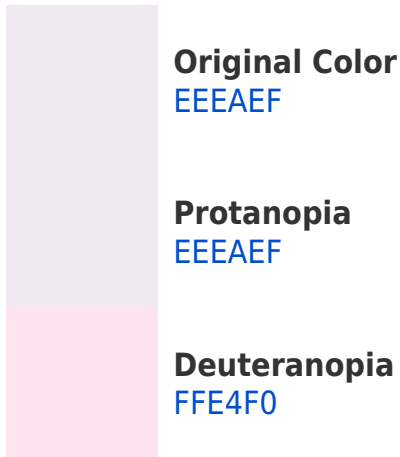 Original Color
EEEAEF
Protanopia
EEEAEF
Deuteranopia
FFE4F0